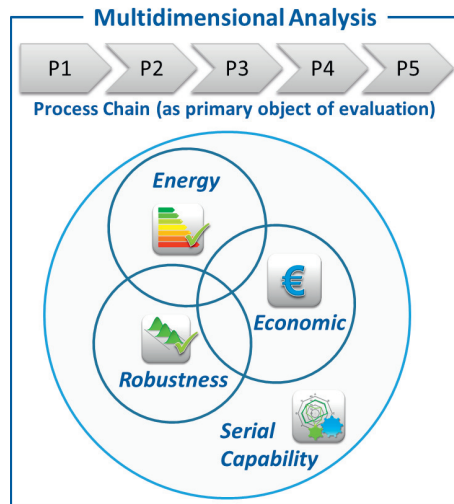 Multidimensional Analysis
P1 P2 P3 P4 P5
Process Chain (as primary object of evaluation)
Energy
€
Economic
Robustness
Serial
Capability